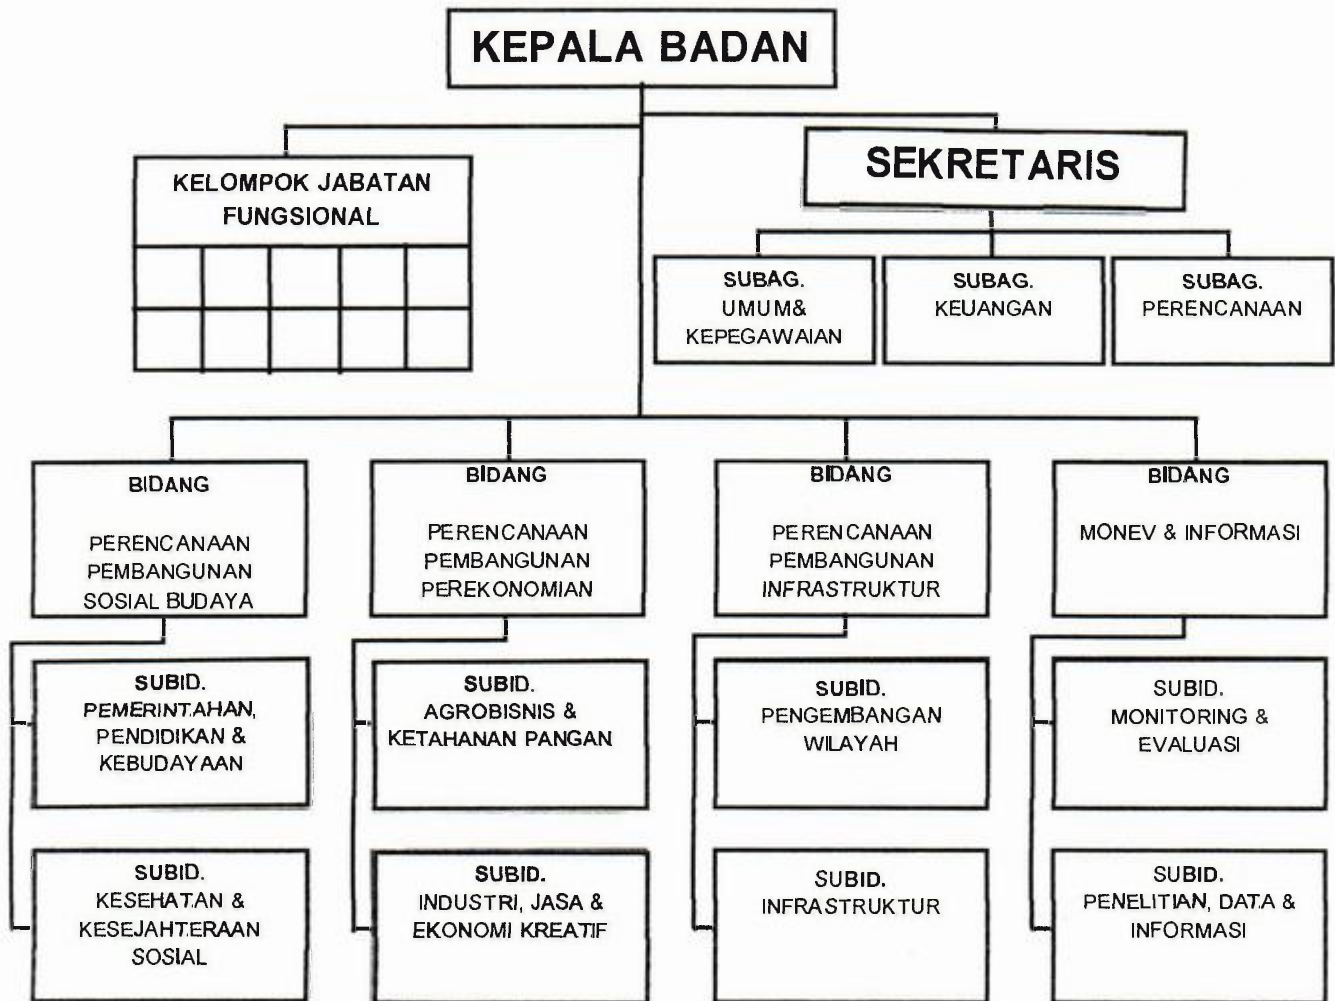 KEPALA BADAN
KELOMPOK JABATAN
FUNGSIONAL
SEKRETARIS
SUBAG.
UMUM&
KEPEGAWAIAN
SUBAG.
KEUANGAN
SUBAG.
PERENCANAAN
BIDANG
PERENCANAAN
PEMBANGUNAN
SOSIAL BUDAYA
BIDANG
PERENCANAAN
PEMBANGUNAN
PEREKONOMIAN
BIDANG
PERENCANAAN
PEMBANGUNAN
INFRASTRUKTUR
BIDANG
MONEV & INFORMASI
SUBID.
PEMERINTAHAN,
PENDIDIKAN &
KEBUDAYAAN
SUBID.
AGROBISNIS &
KETAHANAN PANGAN
SUBID.
PENGEMBANGAN
WILAYAH
SUBID.
MONITORING &
EVALUASI
SUBID.
KESEHATAN &
KESEJAHTERAAN
SOSIAL
SUBID.
INDUSTRI, JASA &
EKONOMI KREATIF
SUBID.
INFRASTRUKTUR
SUBID.
PENELITIAN, DATA &
INFORMASI